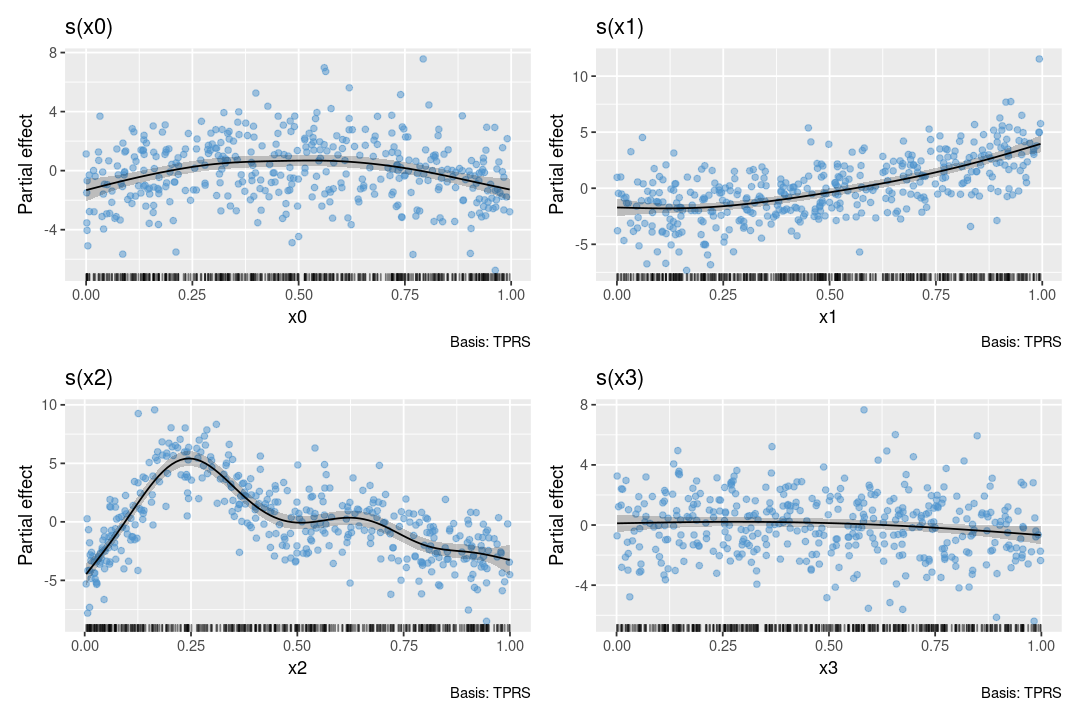 s(x0)
Partial effect
8
4
0
-4
0.00 0.25 0.50 0.75 1.00
x0
Basis: TPRS
s(x1)
Partial effect
10
5
0
-5
0.00 0.25 0.50 0.75 1.00
x1
Basis: TPRS
s(x2)
Partial effect
10
5
0
-5
0.00 0.25 0.50 0.75 1.00
x2
Basis: TPRS
s(x3)
Partial effect
8
4
0
-4
0.00 0.25 0.50 0.75 1.00
x3
Basis: TPRS